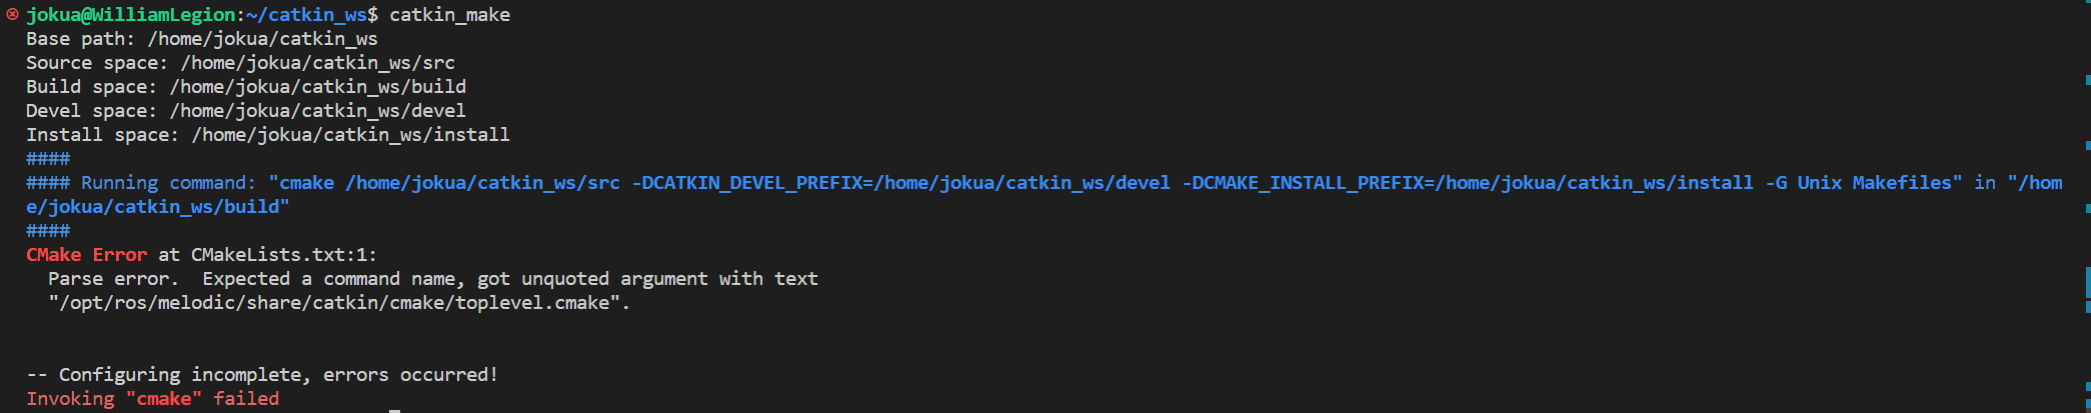 jokua@WilliamLegion:~/catkin_ws$ catkin_make
Base path: /home/jokua/catkin_ws
Source space: /home/jokua/catkin_ws/src
Build space: /home/jokua/catkin_ws/build
Devel space: /home/jokua/catkin_ws/devel
Install space: /home/jokua/catkin_ws/install
####
#### Running command: "cmake /home/jokua/catkin_ws/src -DCATKIN_DEVEL_PREFIX=/home/jokua/catkin_ws/devel -DCMAKE_INSTALL_PREFIX=/home/jokua/catkin_ws/install -G Unix Makefiles" in "/hom
e/jokua/catkin_ws/build"
####
CMake Error at CMakeLists.txt:1:
Parse error.  Expected a command name, got unquoted argument with text
"/opt/ros/melodic/share/catkin/cmake/toplevel.cmake".
-- Configuring incomplete, errors occurred!
Invoking "cmake" failed